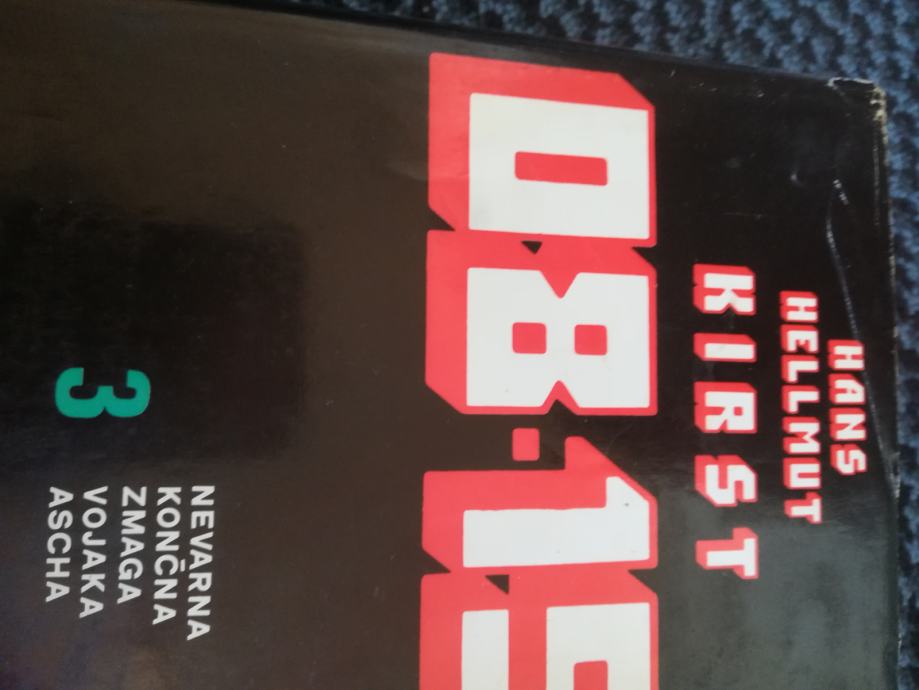 HANS
HELLMUT
KIRST
08·15
3
NEVARNA
KONČNA
ZMAGA
VOJAKA
ASCHA